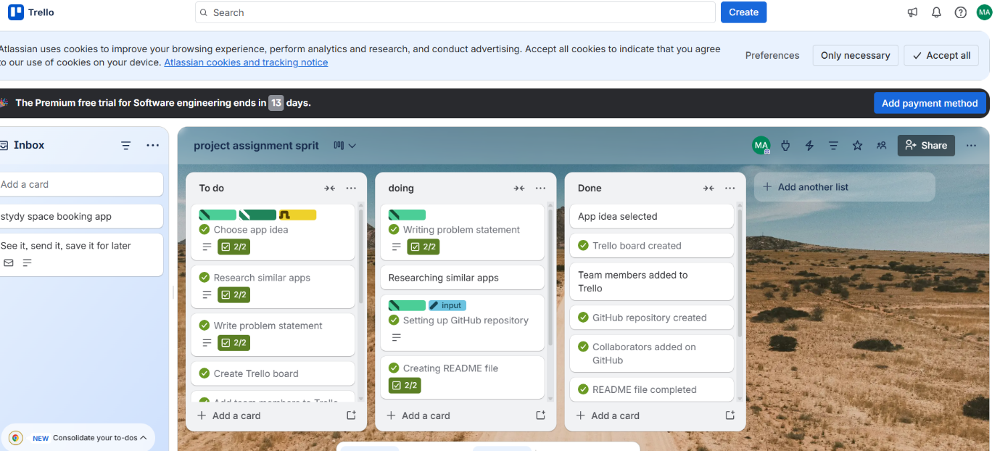 Trello
Search
Create
MA
Atlassian uses cookies to improve your browsing experience, perform analytics and research, and conduct advertising. Accept all cookies to indicate that you agree
to our use of cookies on your device. Atlassian cookies and tracking notice
Preferences
Only necessary
Accept all
The Premium free trial for Software engineering ends in 13 days.
Add payment method
Inbox
Add a card
stydy space booking app
See it, send it, save it for later
NEW Consolidate your to-dos
project assignment sprit
MA
Share
To do
Choose app idea
2/2
Research similar apps
2/2
Write problem statement
2/2
Create Trello board
Add team members to Trello
Add a card
doing
Writing problem statement
2/2
Researching similar apps
input
Setting up GitHub repository
Creating README file
2/2
Add a card
Done
App idea selected
Trello board created
Team members added to
Trello
GitHub repository created
Collaborators added on
GitHub
README file completed
Add a card
Add another list